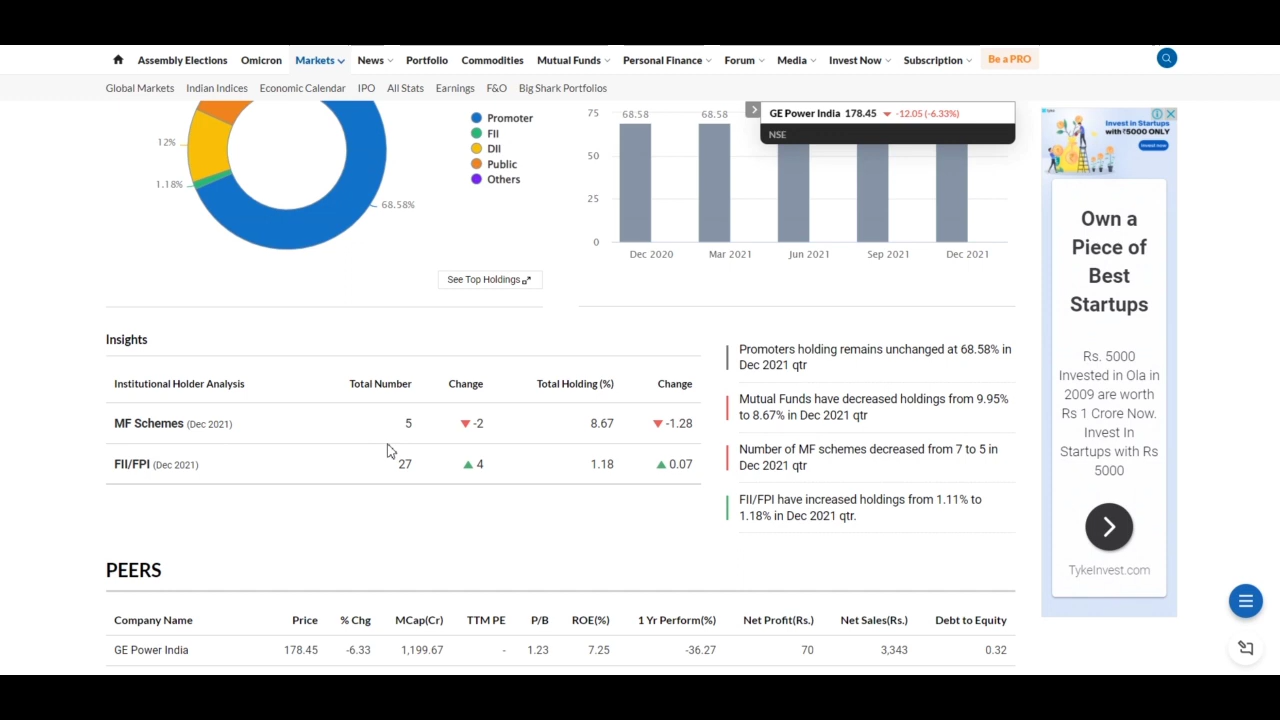 Assembly Elections Omicron Markets News Portfolio Commodities Mutual Funds Personal Finance Forum Media Invest Now Subscription Be a PRO
Global Markets Indian Indices Economic Calendar IPO All Stats Earnings F&O Big Shark Portfolios
12%
1.18%
68.58%
Promoter
FII
DII
Public
Others
See Top Holdings
75
50
25
0
68.58
68.58
Dec 2020 Mar 2021 Jun 2021 Sep 2021 Dec 2021
GE Power India 178.45 -12.05 (-6.33%)
NSE
Insights
Institutional Holder Analysis Total Number Change Total Holding (%) Change
MF Schemes (Dec 2021) 5 -2 8.67 -1.28
FII/FPI (Dec 2021) 27 4 1.18 0.07
Promoters holding remains unchanged at 68.58% in
Dec 2021 qtr
Mutual Funds have decreased holdings from 9.95%
to 8.67% in Dec 2021 qtr
Number of MF schemes decreased from 7 to 5 in
Dec 2021 qtr
FII/FPI have increased holdings from 1.11% to
1.18% in Dec 2021 qtr.
PEERS
Company Name Price % Chg MCap(Cr) TTM PE P/B ROE(%) 1 Yr Perform(%) Net Profit(Rs.) Net Sales(Rs.) Debt to Equity
GE Power India 178.45 -6.33 1,199.67 - 1.23 7.25 -36.27 70 3,343 0.32
Invest in Startups
with ₹5000 ONLY
Invest now
Own a
Piece of
Best
Startups
Rs. 5000
Invested in Ola in
2009 are worth
Rs 1 Crore Now.
Invest In
Startups with Rs
5000
TykeInvest.com